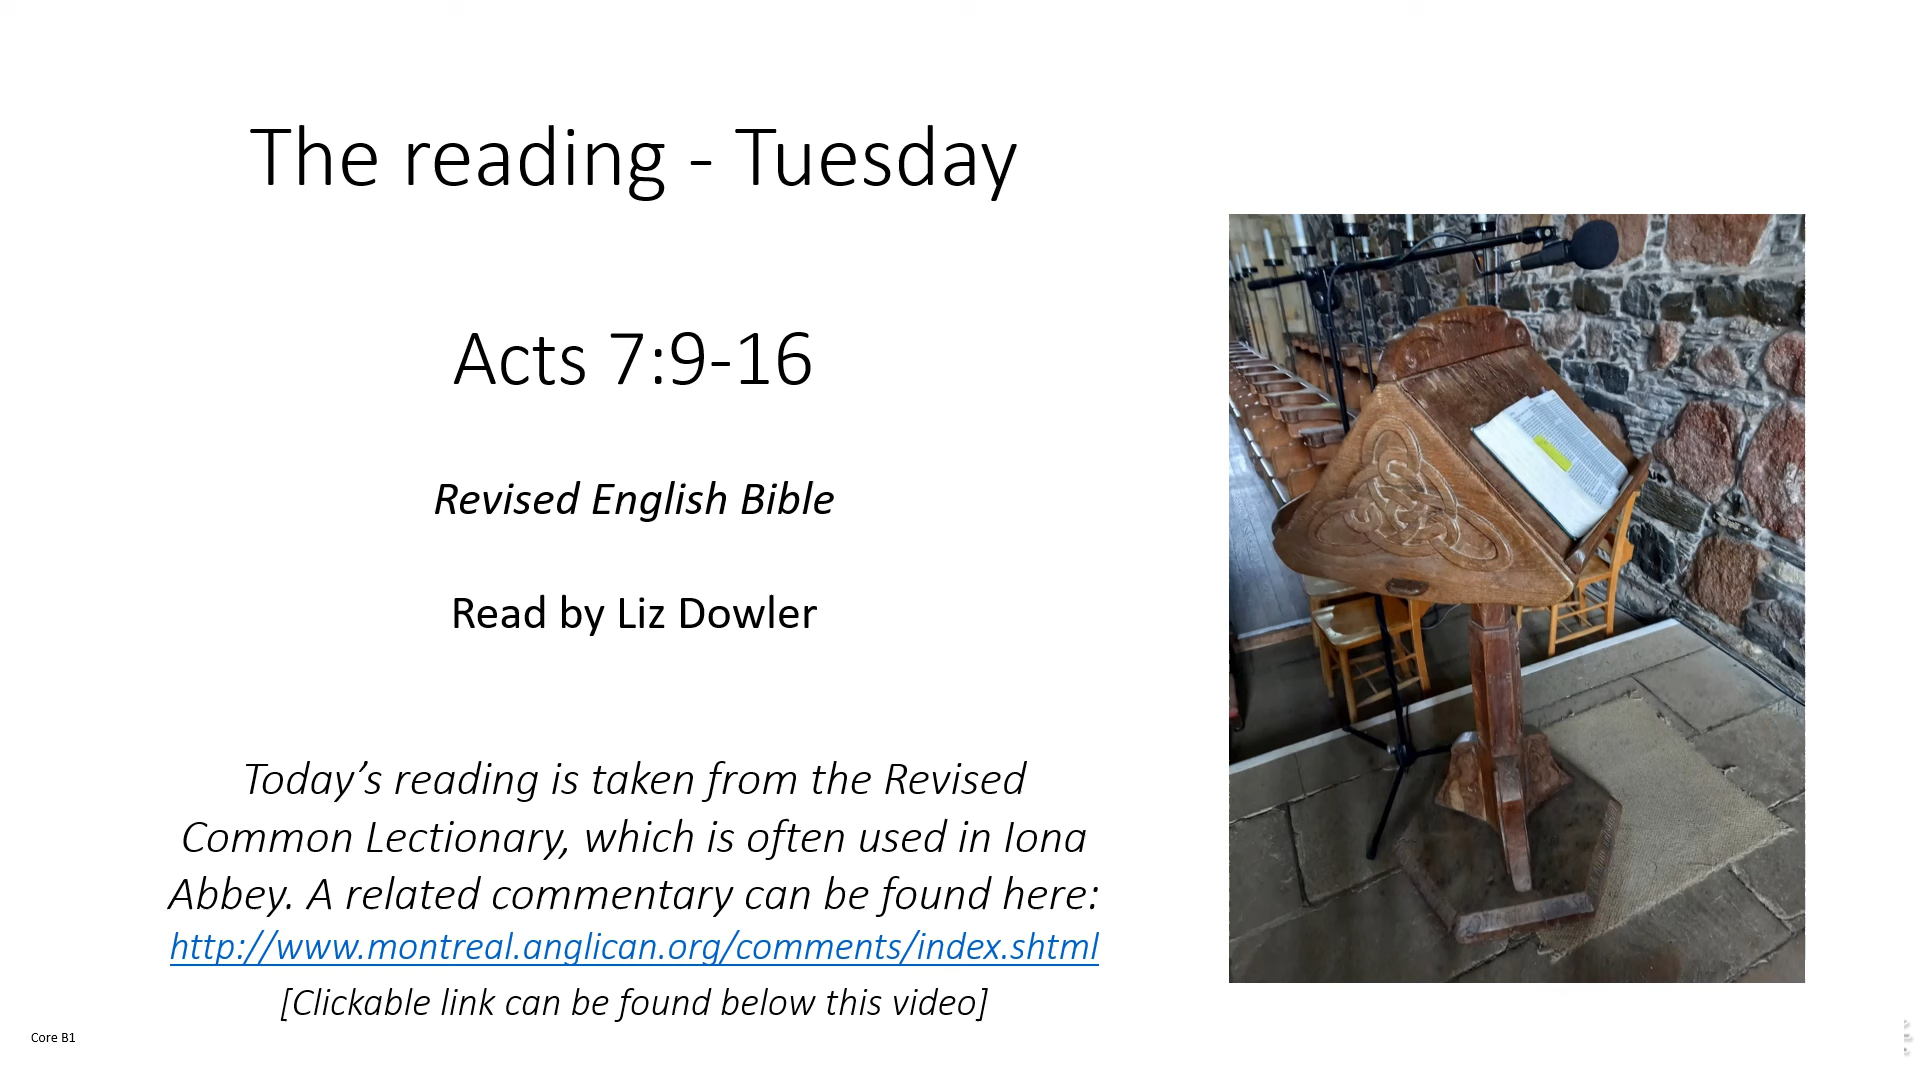 The reading - Tuesday
Acts 7:9-16
Revised English Bible
Read by Liz Dowler
Today’s reading is taken from the Revised
Common Lectionary, which is often used in Iona
Abbey. A related commentary can be found here:
http://www.montreal.anglican.org/comments/index.shtml
[Clickable link can be found below this video]
Core B1